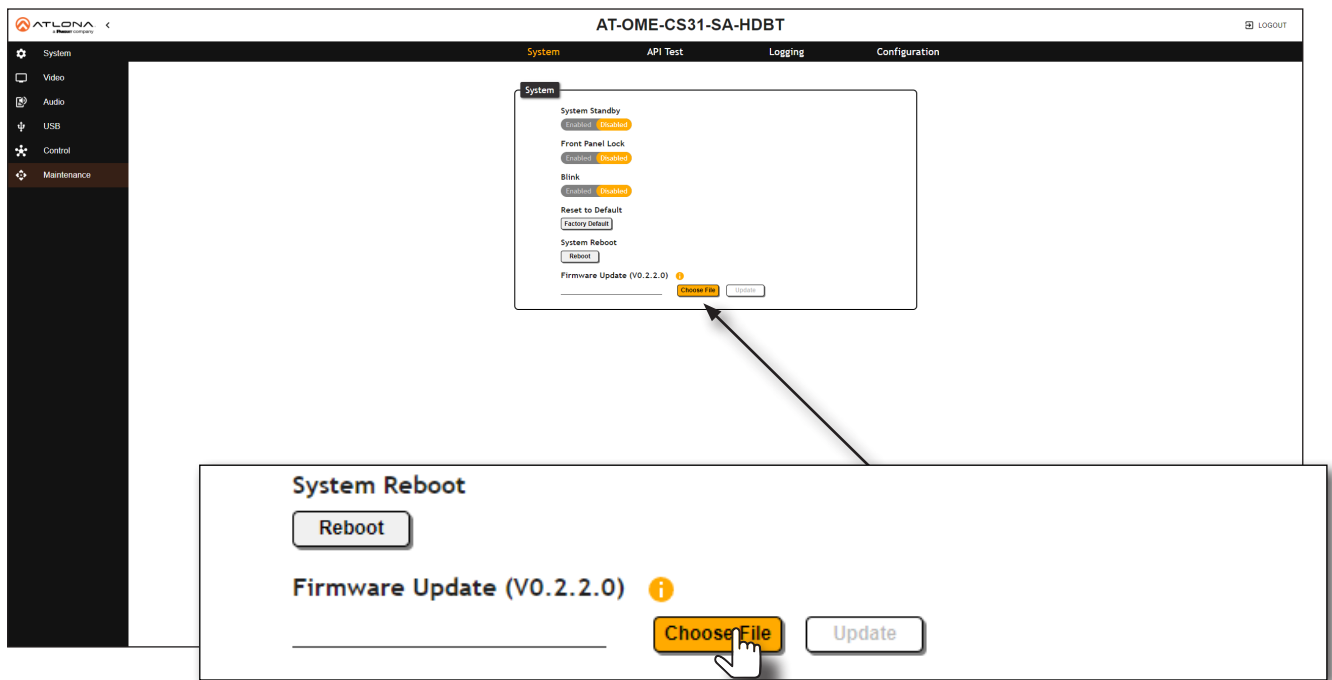 ATLONA
a Panduit company
AT-OME-CS31-SA-HDBT
LOGOUT
System
Video
Audio
USB
Control
Maintenance
System API Test Logging Configuration
System
System Standby
Enabled Disabled
Front Panel Lock
Enabled Disabled
Blink
Enabled Disabled
Reset to Default
Factory Default
System Reboot
Reboot
Firmware Update (V0.2.2.0)
Choose File Update
System Reboot
Reboot
Firmware Update (V0.2.2.0)
Choose File Update